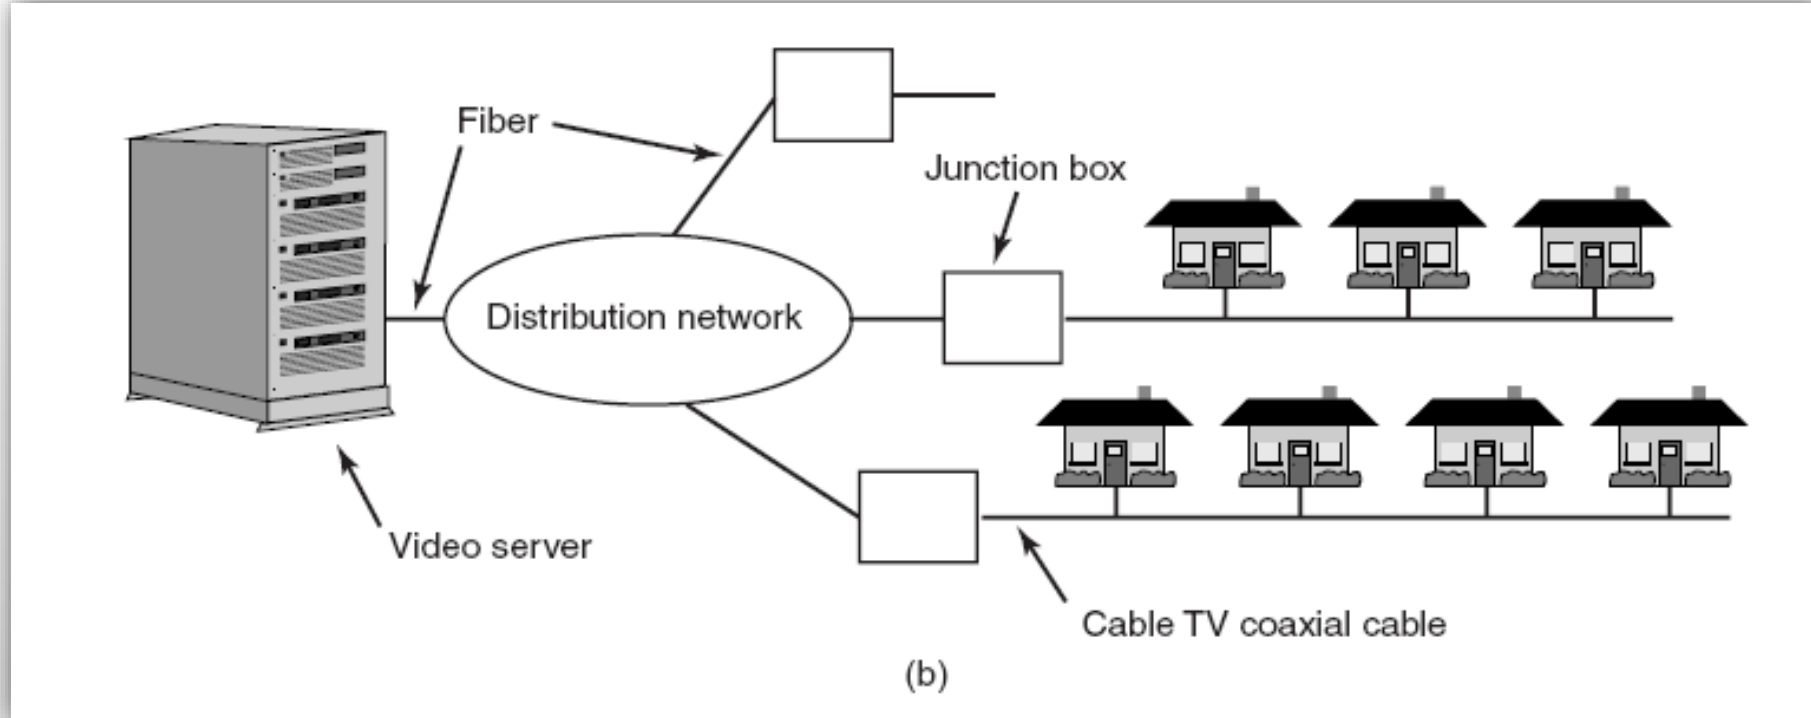 Fiber
Junction box
Distribution network
Video server
Cable TV coaxial cable
(b)